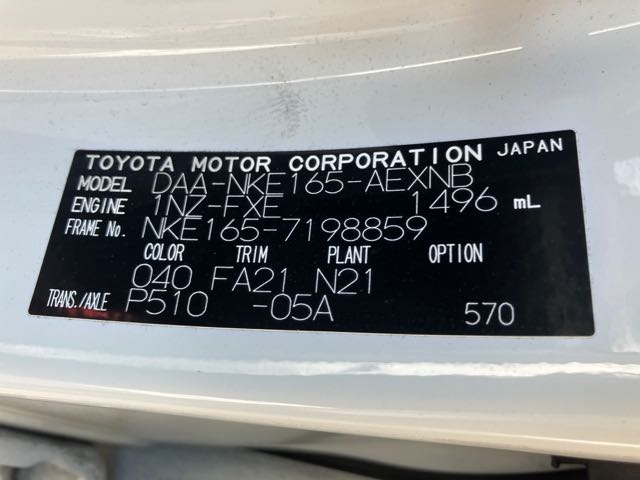 TOYOTA MOTOR CORPORATION JAPAN
MODEL DAA-NKE165-AEXNB
ENGINE 1NZ-FXE 1496 mL
FRAME No. NKE165-7198859
COLOR TRIM PLANT OPTION
040 FA21 N21
TRANS./AXLE P510 -05A 570